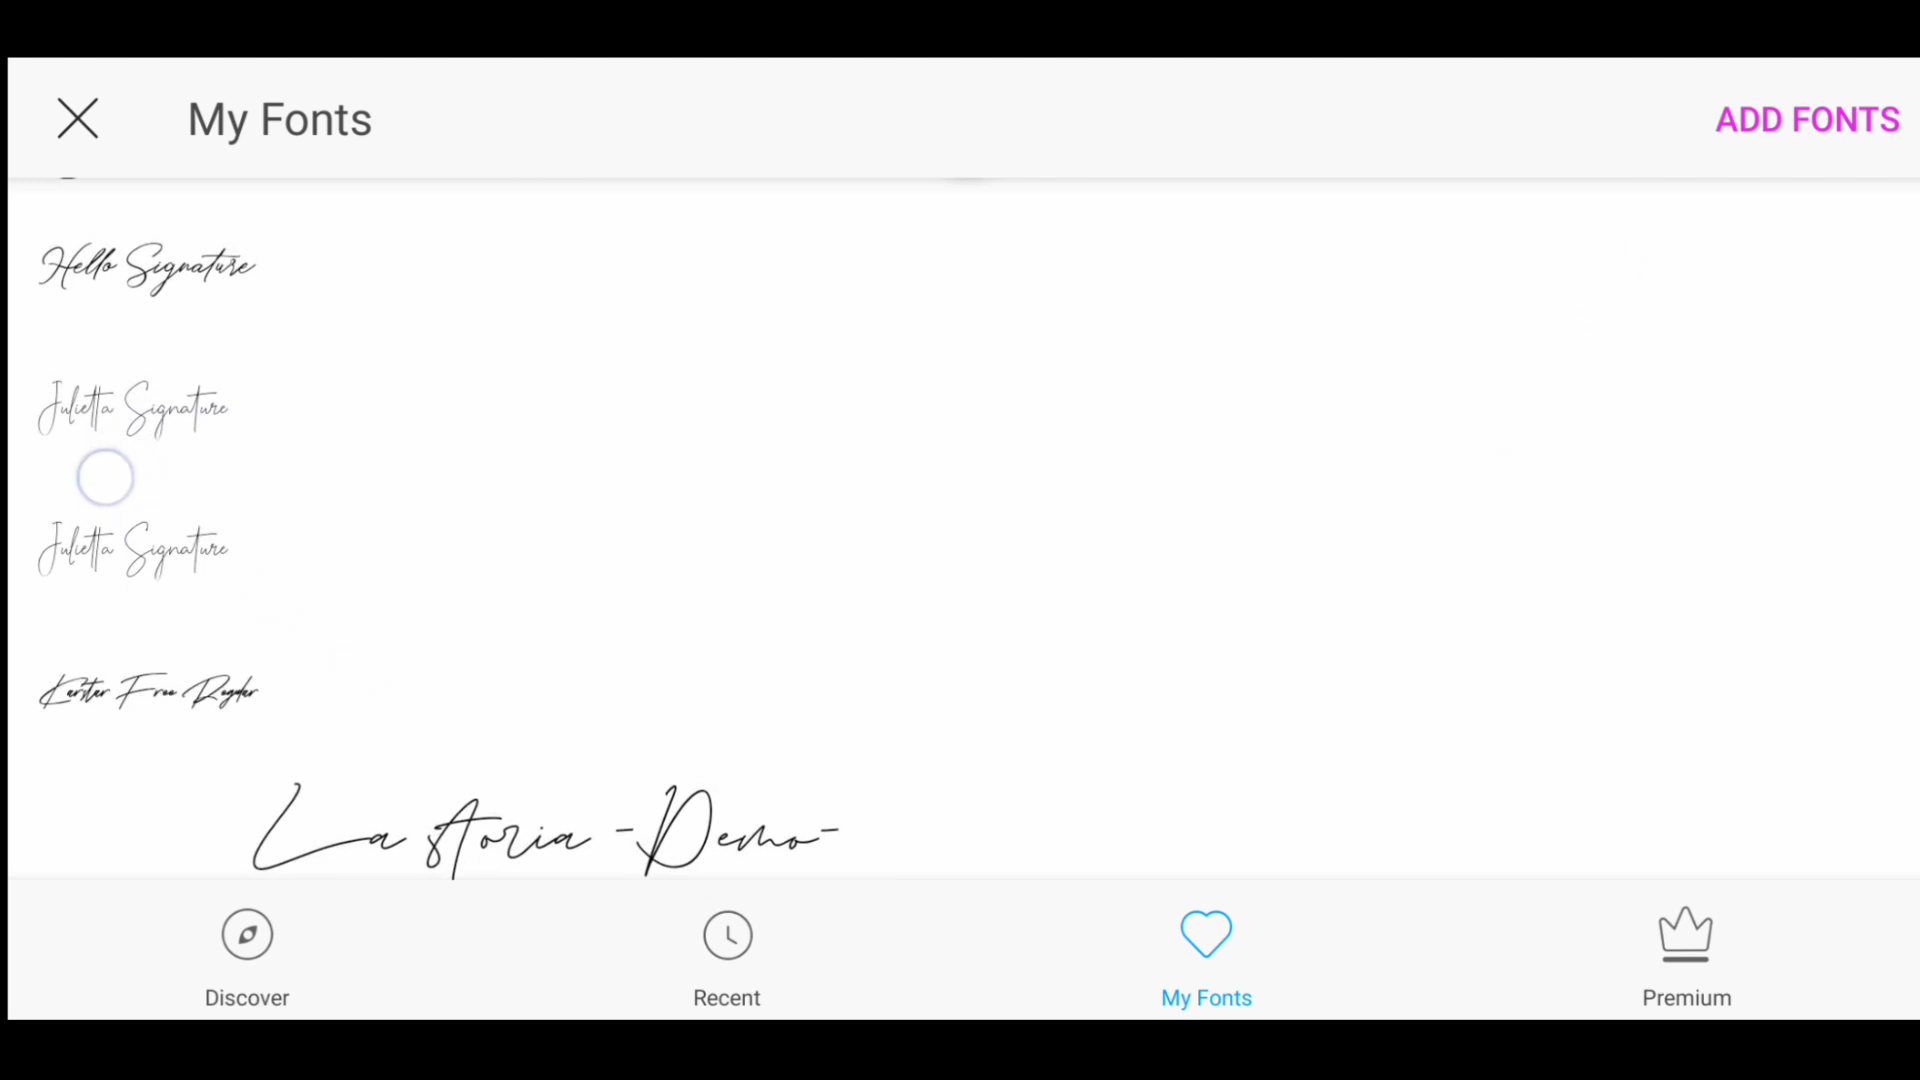 My Fonts
ADD FONTS
Hello Signature
Julietta Signature
Julietta Signature
Karstar Free Regular
La storia -Demo-
Discover
Recent
My Fonts
Premium